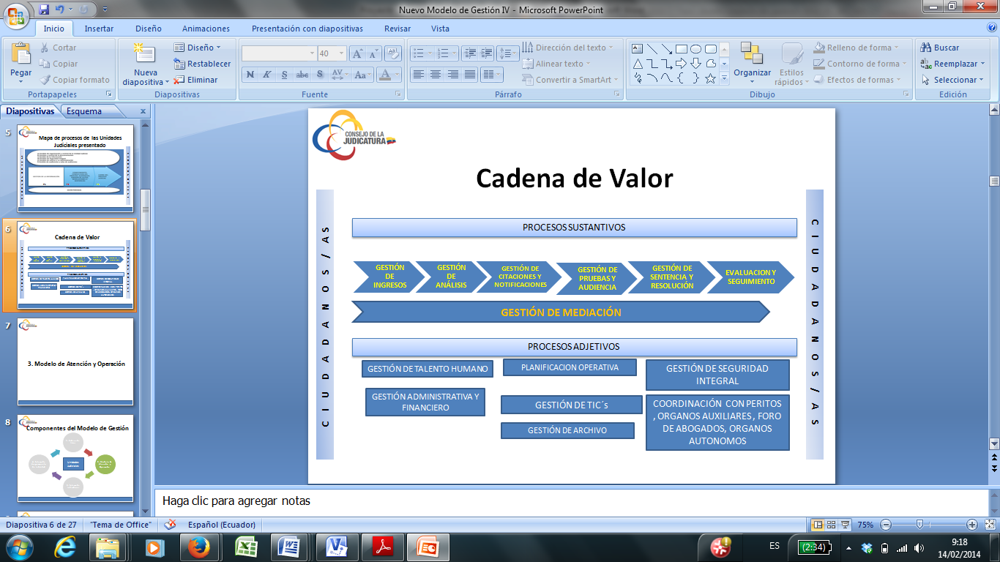 Nuevo Modelo de Gestión IV - Microsoft PowerPoint
Inicio
Insertar
Diseño
Animaciones
Presentación con diapositivas
Revisar
Vista
Pegar
Cortar
Copiar
Copiar formato
Portapapeles
Nueva
diapositiva
Diseño
Restablecer
Eliminar
Diapositivas
40
N K S abc S AV Aa A
Fuente
Dirección del texto
Alinear texto
Convertir a SmartArt
Párrafo
Organizar
Estilos
rápidos
Relleno de forma
Contorno de forma
Efectos de formas
Dibujo
Buscar
Reemplazar
Seleccionar
Edición
Diapositivas
Esquema
x
5
Mapa de procesos de las Unidades
Judiciales presentado
6
Cadena de Valor
7
3. Modelo de Atención y Operación
8
Componentes del Modelo de Gestión
CONSEJO DE LA
JUDICATURA
Cadena de Valor
CIUDADANOS/AS
PROCESOS SUSTANTIVOS
GESTIÓN
DE
INGRESOS
GESTIÓN
DE
ANÁLISIS
GESTIÓN DE
CITACIONES Y
NOTIFICACIONES
GESTIÓN DE
PRUEBAS Y
AUDIENCIA
GESTIÓN DE
SENTENCIA Y
RESOLUCIÓN
EVALUACION Y
SEGUIMIENTO
GESTIÓN DE MEDIACIÓN
PROCESOS ADJETIVOS
GESTIÓN DE TALENTO HUMANO
PLANIFICACION OPERATIVA
GESTIÓN DE SEGURIDAD
INTEGRAL
GESTIÓN ADMINISTRATIVA Y
FINANCIERO
GESTIÓN DE TIC´s
GESTIÓN DE ARCHIVO
COORDINACIÓN CON PERITOS
, ORGANOS AUXILIARES, FORO
DE ABOGADOS, ORGANOS
AUTONOMOS
CIUDADANOS/AS
Haga clic para agregar notas
Diapositiva 6 de 27
"Tema de Office"
Español (Ecuador)
75%
ES
(2:34)
9:18
14/02/2014